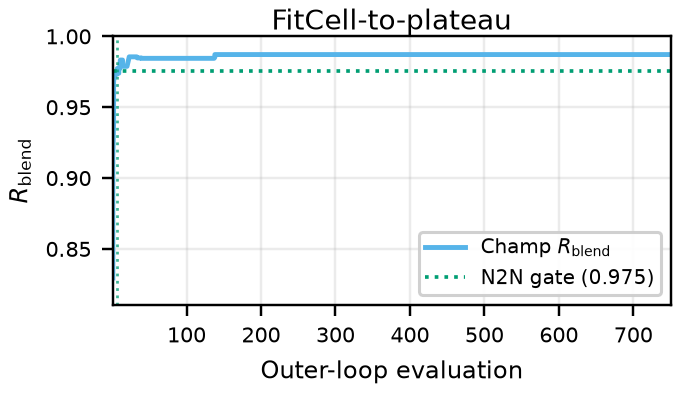 FitCell-to-plateau
1.00
0.95
0.90
0.85
R_blend
Champ R_blend
N2N gate (0.975)
100 200 300 400 500 600 700
Outer-loop evaluation